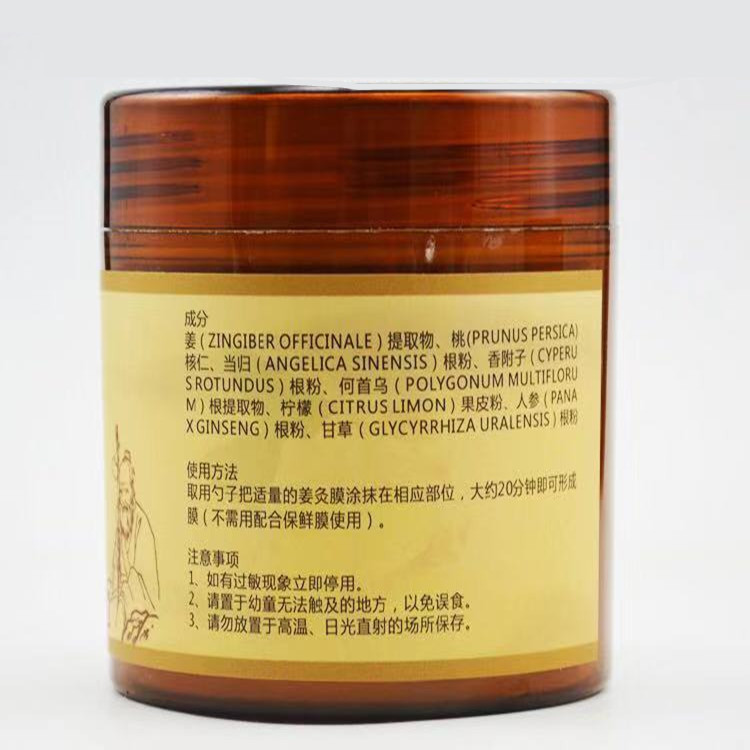 成分
姜(ZINGIBER OFFICINALE)提取物、桃(PRUNUS PERSICA)
核仁、当归(ANGELICA SINENSIS)根粉、香附子(CYPERU
S ROTUNDUS)根粉、何首乌(POLYGONUM MULTIFLORU
M)根提取物、柠檬(CITRUS LIMON)果皮粉、人参(PANA
X GINSENG)根粉、甘草(GLYCYRRHIZA URALENSIS)根粉
使用方法
取用勺子把适量的姜灸膜涂抹在相应部位，大约20分钟即可形成
膜(不需用配合保鲜膜使用)。
注意事项
1、如有过敏现象立即停用。
2、请置于幼童无法触及的地方，以免误食。
3、请勿放置于高温、日光直射的场所保存。